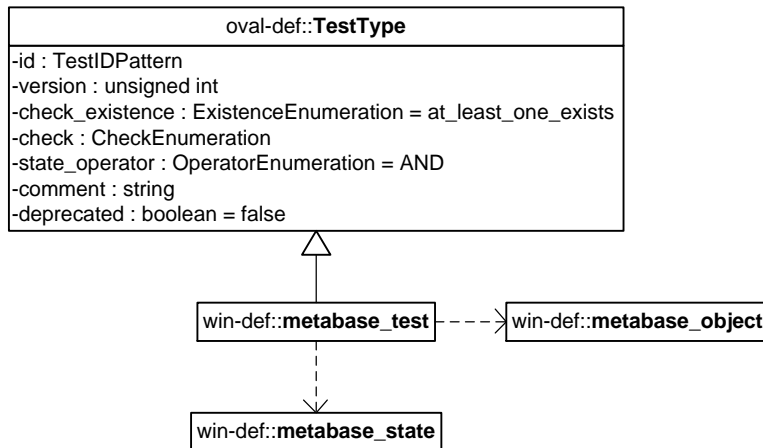 oval-def::TestType
-id : TestIDPattern
-version : unsigned int
-check_existence : ExistenceEnumeration = at_least_one_exists
-check : CheckEnumeration
-state_operator : OperatorEnumeration = AND
-comment : string
-deprecated : boolean = false
win-def::metabase_test
win-def::metabase_object
win-def::metabase_state